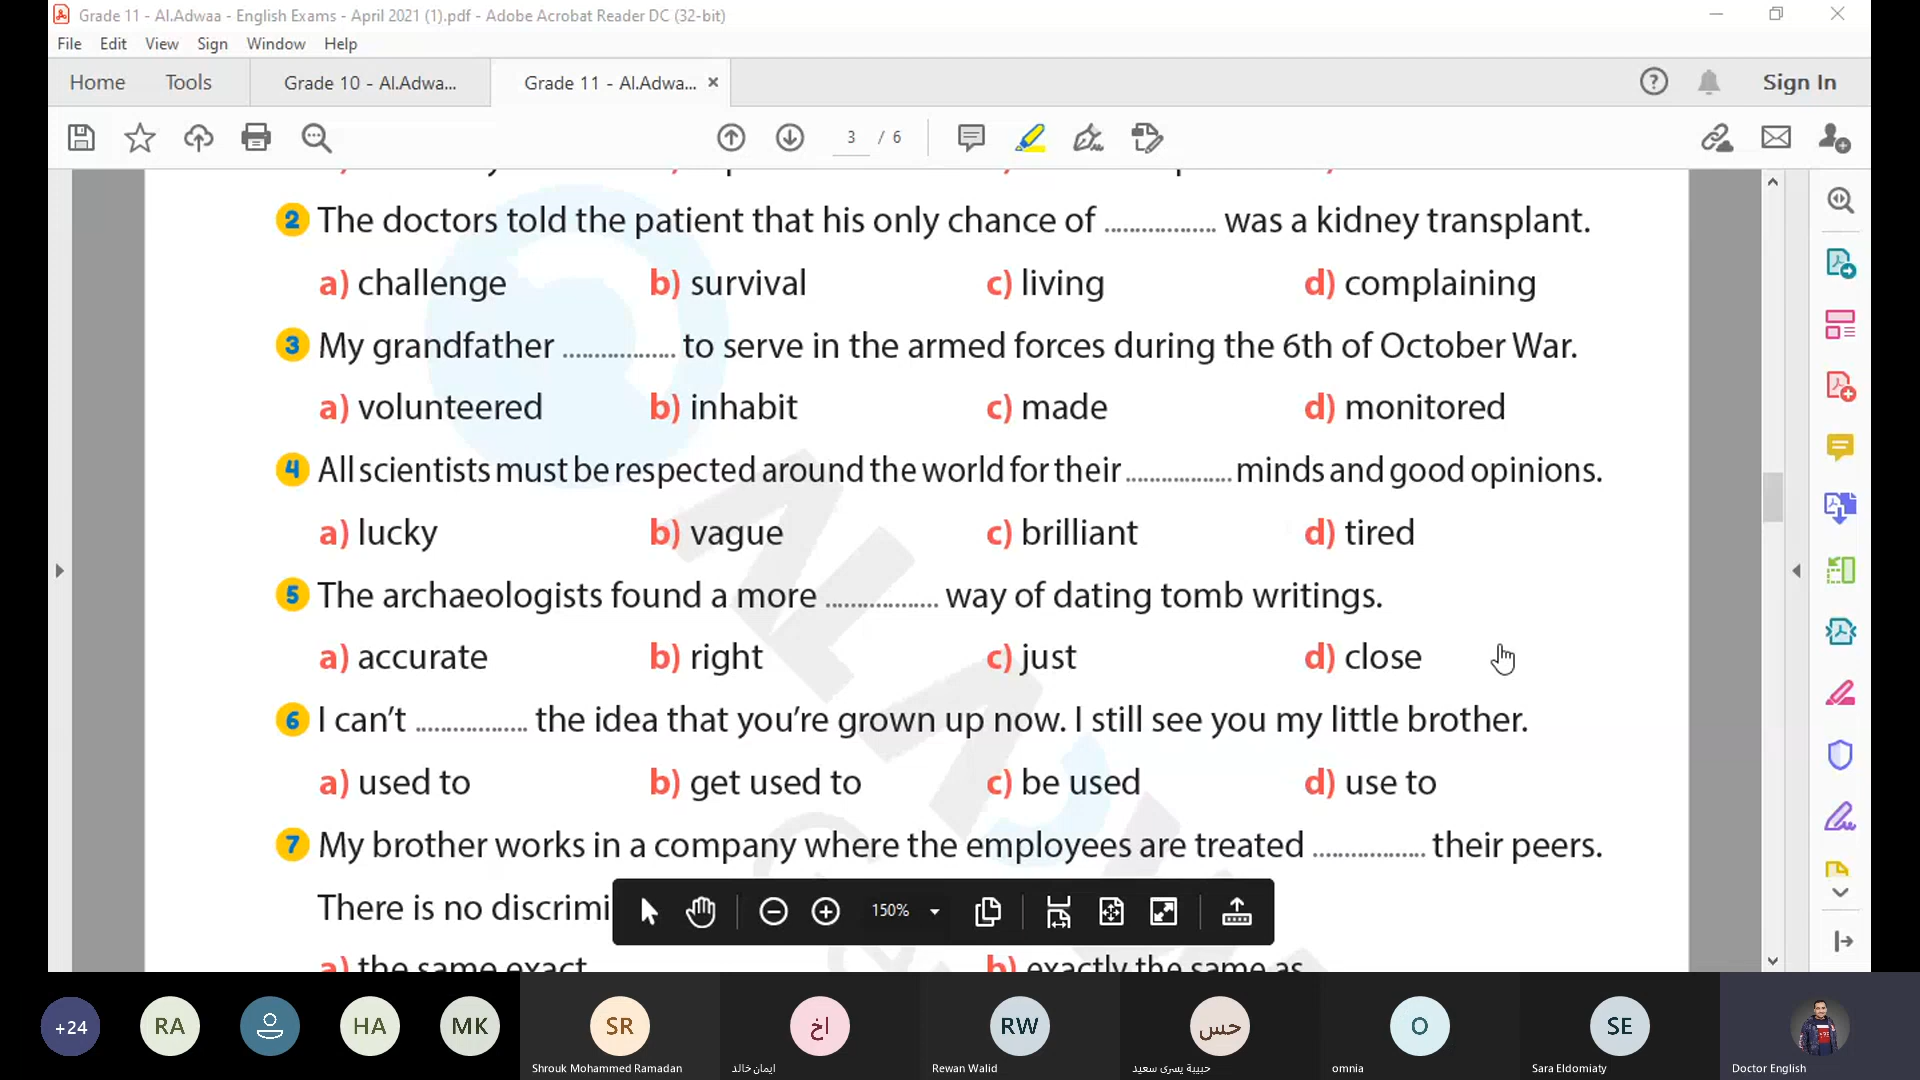 Grade 11 - Al.Adwaa - English Exams - April 2021 (1).pdf - Adobe Acrobat Reader DC (32-bit)
File Edit View Sign Window Help
Home Tools Grade 10 - Al.Adwa... Grade 11 - Al.Adwa... × Sign In
3 / 6
2 The doctors told the patient that his only chance of .................. was a kidney transplant.
a) challenge b) survival c) living d) complaining
3 My grandfather .................. to serve in the armed forces during the 6th of October War.
a) volunteered b) inhabit c) made d) monitored
4 All scientists must be respected around the world for their .................. minds and good opinions.
a) lucky b) vague c) brilliant d) tired
5 The archaeologists found a more .................. way of dating tomb writings.
a) accurate b) right c) just d) close
6 I can't .................. the idea that you're grown up now. I still see you my little brother.
a) used to b) get used to c) be used d) use to
7 My brother works in a company where the employees are treated .................. their peers.
There is no discrimi
150%
a) the same exact b) exactly the same as
+24 RA HA MK SR اخ RW حس O SE
Shrouk Mohammed Ramadan ايمان خالد Rewan Walid حبيبة يسرى سعيد omnia Sara Eldomiaty Doctor English